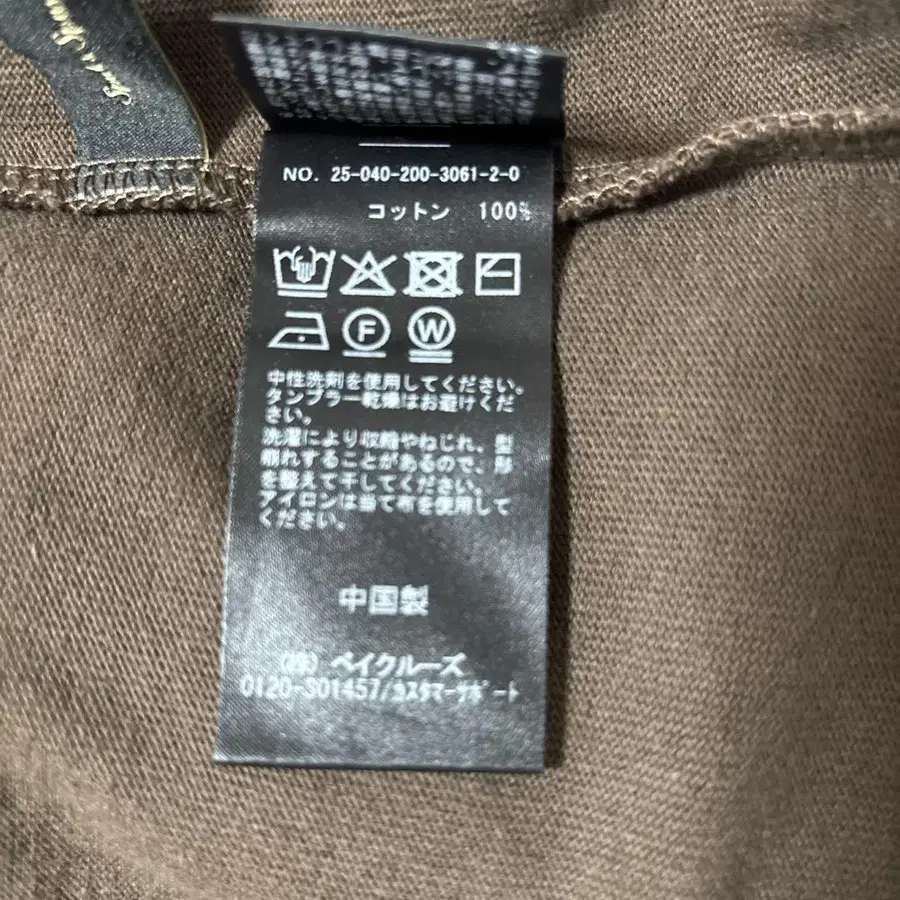 NO. 25-040-200-3061-2-0
コットン 100%
F W
中性洗剤を使用してください。
タンブラー乾燥はお避けくだ
さい。
洗濯により収縮やねじれ、型
崩れすることがあるので、形
を整えて干してください。
アイロンは当て布を使用して
ください。
中国製
(株) ベイクルーズ
0120-301457/カスタマーサポート